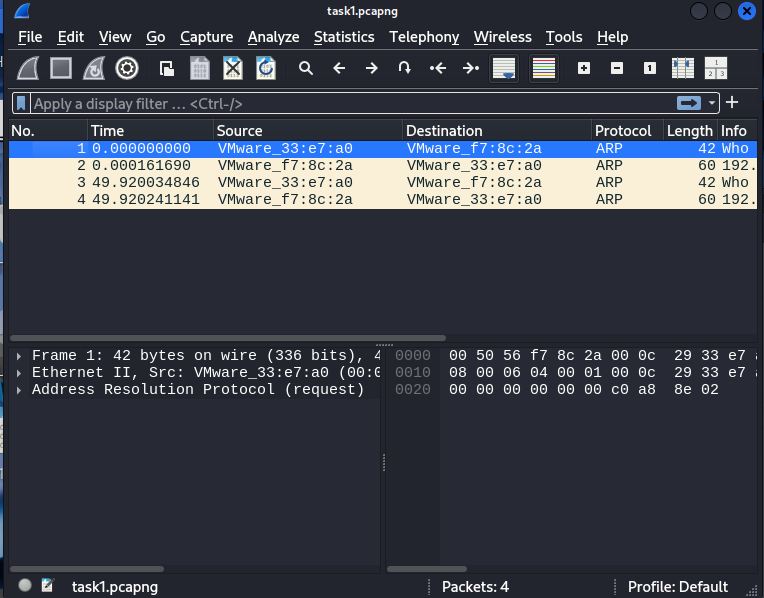 task1.pcapng
File Edit View Go Capture Analyze Statistics Telephony Wireless Tools Help
Apply a display filter ... <Ctrl-/>
No. Time Source Destination Protocol Length Info
1 0.000000000 VMware_33:e7:a0 VMware_f7:8c:2a ARP 42 Who
2 0.000161690 VMware_f7:8c:2a VMware_33:e7:a0 ARP 60 192.
3 49.920034846 VMware_33:e7:a0 VMware_f7:8c:2a ARP 42 Who
4 49.920241141 VMware_f7:8c:2a VMware_33:e7:a0 ARP 60 192.
Frame 1: 42 bytes on wire (336 bits), 4
Ethernet II, Src: VMware_33:e7:a0 (00:0
Address Resolution Protocol (request)
0000 00 50 56 f7 8c 2a 00 0c 29 33 e7
0010 08 00 06 04 00 01 00 0c 29 33 e7
0020 00 00 00 00 00 00 c0 a8 8e 02
task1.pcapng
Packets: 4
Profile: Default